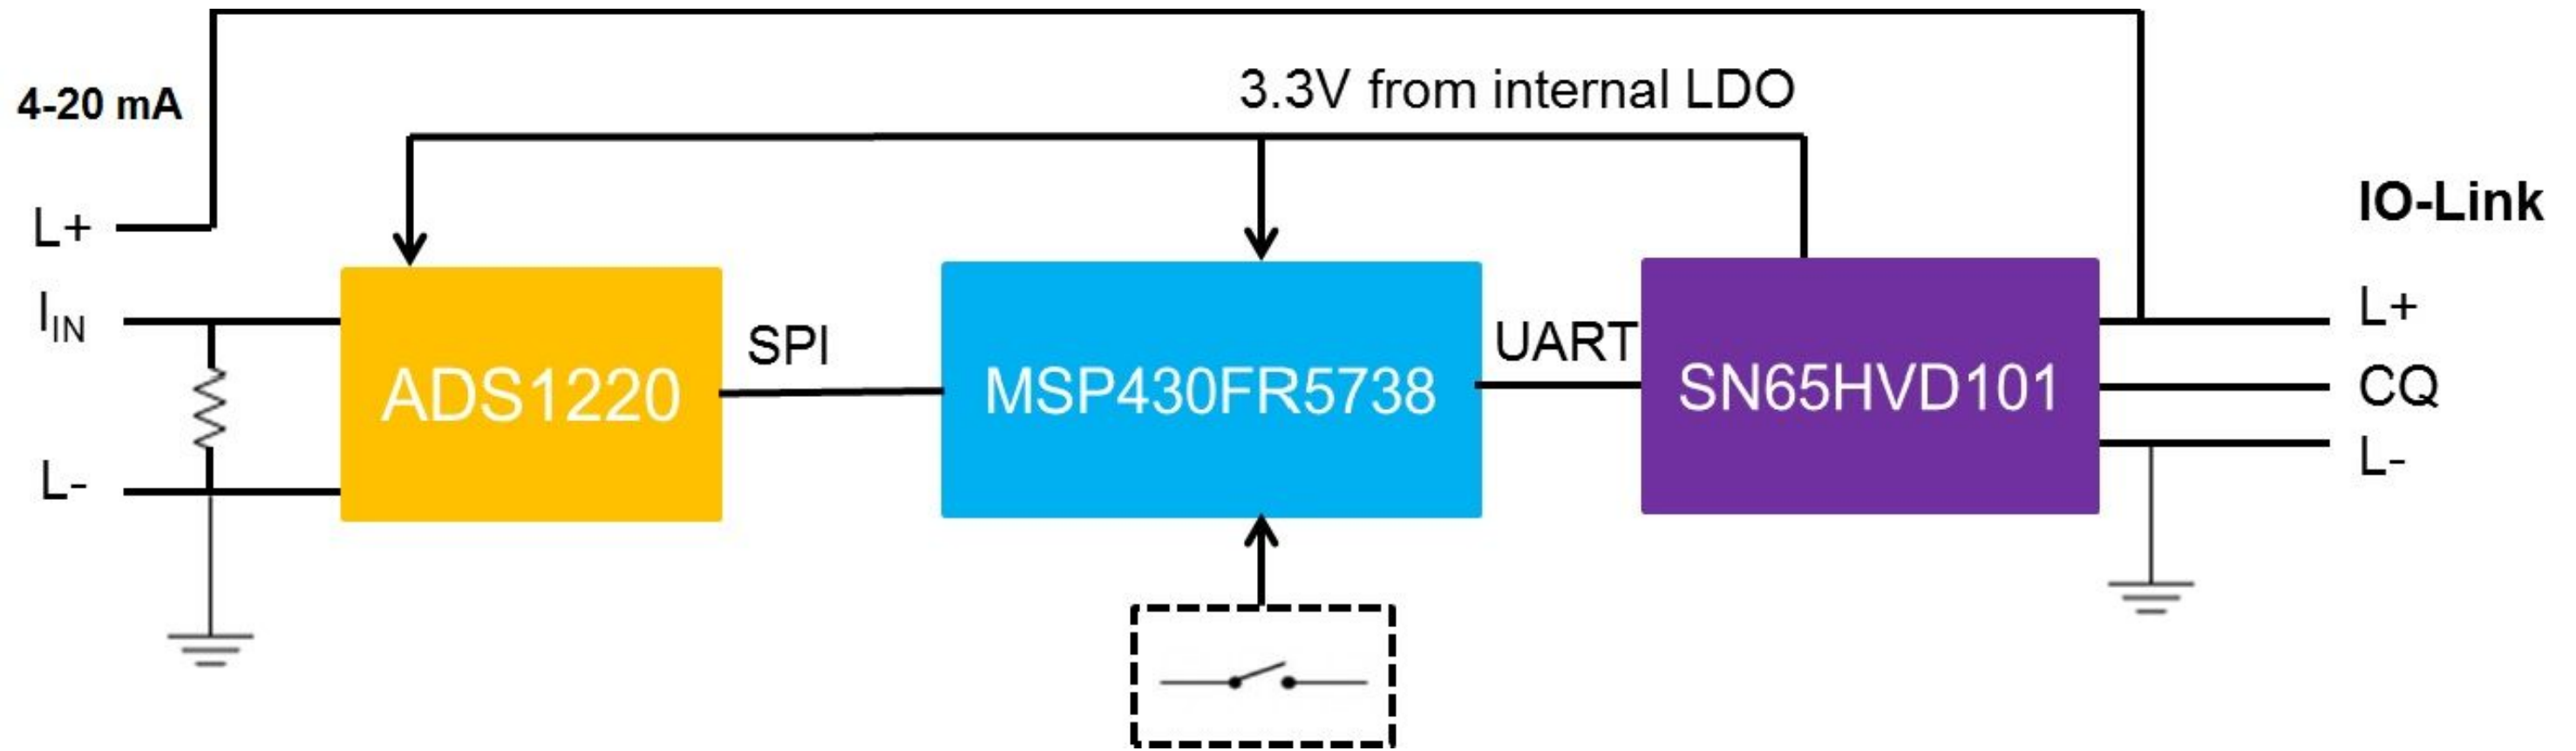 4-20 mA
3.3V from internal LDO
L+
IO-Link
IIN
SPI
UART
L+
ADS1220
MSP430FR5738
SN65HVD101
CQ
L-
L-